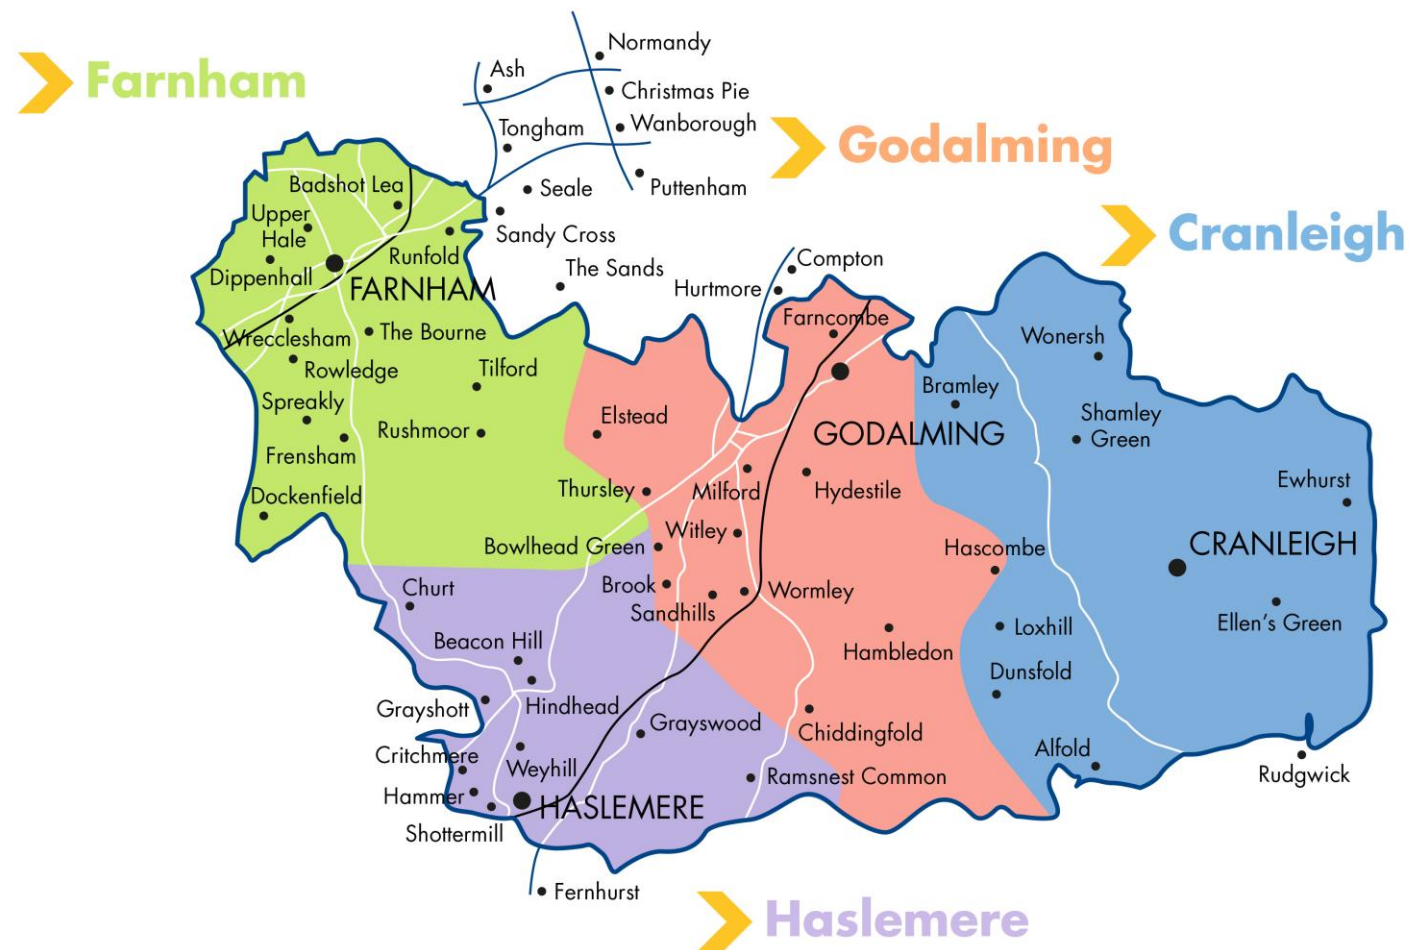 Farnham
Normandy
Ash
Christmas Pie
Tongham
Wanborough
Godalming
Badshot Lea
Seale
Puttenham
Upper
Hale
Sandy Cross
Cranleigh
Runfold
Dippenhall
The Sands
Compton
FARNHAM
Hurtmore
Farncombe
Wrecclesham
The Bourne
Wonersh
Rowledge
Tilford
Bramley
Spreakly
Elstead
Shamley
Green
Rushmoor
GODALMING
Frensham
Ewhurst
Dockenfield
Thursley
Milford
Hydestile
Witley
Bowlhead Green
Hascombe
CRANLEIGH
Churt
Brook
Sandhills
Wormley
Loxhill
Ellen's Green
Beacon Hill
Hambledon
Dunsfold
Grayshott
Hindhead
Grayswood
Chiddingfold
Critchmere
Weyhill
Alfold
Ramsnest Common
Rudgwick
Hammer
HASLEMERE
Shottermill
Fernhurst
Haslemere